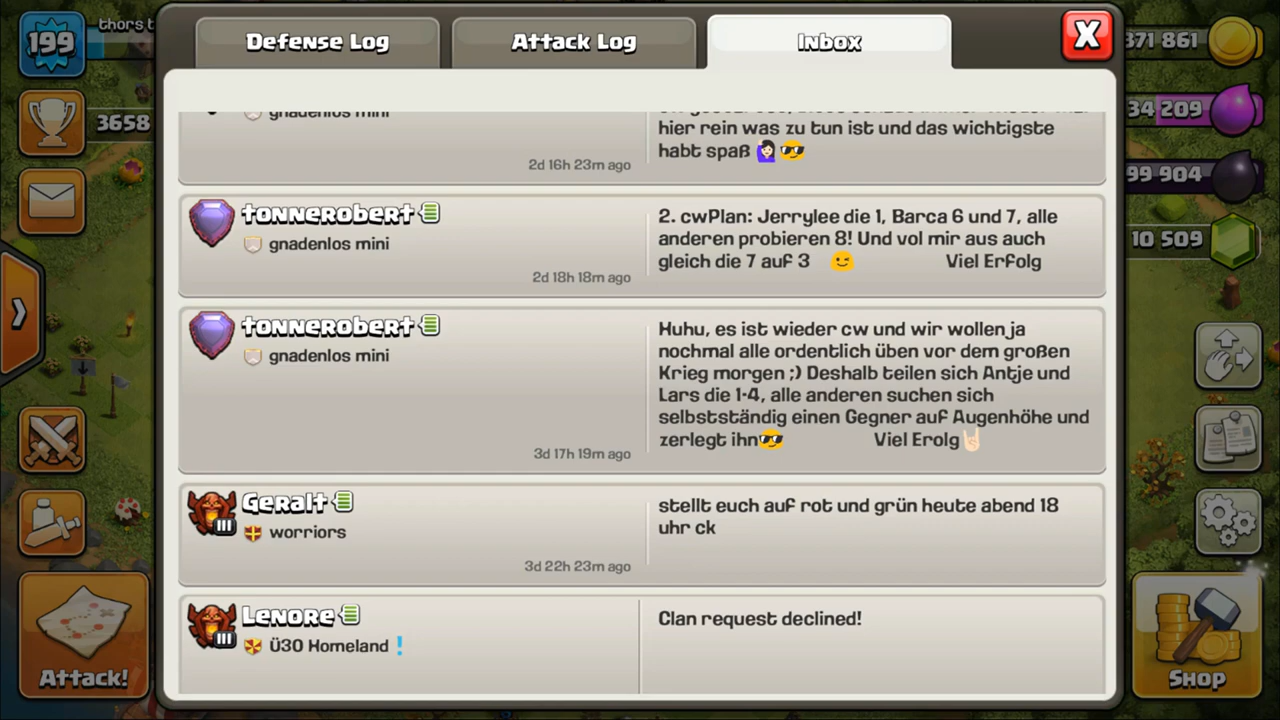 199
thors t
3658
Defense Log
Attack Log
Inbox
X
371 861
34 209
99 904
10 509
gnadenlos mini
2d 16h 23m ago
hier rein was zu tun ist und das wichtigste
habt spaß 🙋🏻‍♀️😎
tonnerobert
gnadenlos mini
2d 18h 18m ago
2. cwPlan: Jerrylee die 1, Barca 6 und 7, alle
anderen probieren 8! Und vol mir aus auch
gleich die 7 auf 3 😉 Viel Erfolg
tonnerobert
gnadenlos mini
3d 17h 19m ago
Huhu, es ist wieder cw und wir wollen ja
nochmal alle ordentlich üben vor dem großen
Krieg morgen ;) Deshalb teilen sich Antje und
Lars die 1-4, alle anderen suchen sich
selbstständig einen Gegner auf Augenhöhe und
zerlegt ihn😎 Viel Erolg🤘🏻
Geralt
worriors
3d 22h 23m ago
stellt euch auf rot und grün heute abend 18
uhr ck
Lenore
Ü30 Homeland❕
Clan request declined!
Attack!
Shop